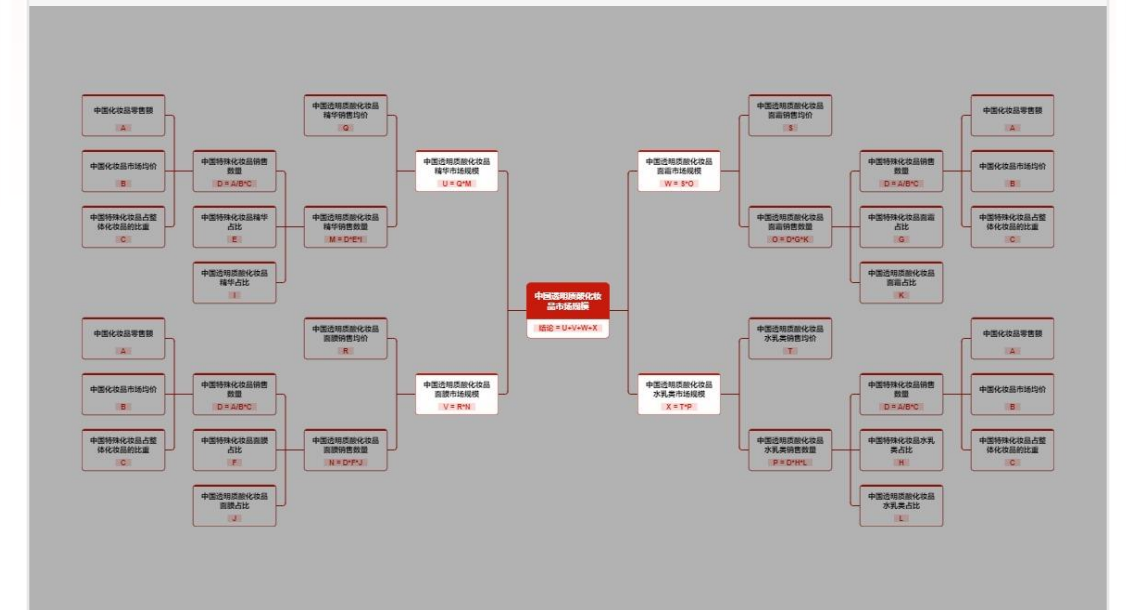 中国化妆品零售额
A
中国化妆品市场均价
B
中国特殊化妆品占整
体化妆品的比重
C
中国特殊化妆品销售
数量
D = A/B*C
中国特殊化妆品精华
占比
E
中国透明质酸化妆品
精华占比
I
中国透明质酸化妆品
精华销售均价
Q
中国透明质酸化妆品
精华销售数量
M = D*E*I
中国透明质酸化妆品
精华市场规模
U = Q*M
中国化妆品零售额
A
中国化妆品市场均价
B
中国特殊化妆品占整
体化妆品的比重
C
中国特殊化妆品销售
数量
D = A/B*C
中国特殊化妆品面膜
占比
F
中国透明质酸化妆品
面膜占比
J
中国透明质酸化妆品
面膜销售均价
R
中国透明质酸化妆品
面膜销售数量
N = D*F*J
中国透明质酸化妆品
面膜市场规模
V = R*N
中国透明质酸化妆
品市场规模
结论 = U+V+W+X
中国透明质酸化妆品
面霜市场规模
W = S*O
中国透明质酸化妆品
面霜销售均价
S
中国透明质酸化妆品
面霜销售数量
O = D*G*K
中国特殊化妆品销售
数量
D = A/B*C
中国特殊化妆品面霜
占比
G
中国透明质酸化妆品
面霜占比
K
中国化妆品零售额
A
中国化妆品市场均价
B
中国特殊化妆品占整
体化妆品的比重
C
中国透明质酸化妆品
水乳类市场规模
X = T*P
中国透明质酸化妆品
水乳类销售均价
T
中国透明质酸化妆品
水乳类销售数量
P = D*H*L
中国特殊化妆品销售
数量
D = A/B*C
中国特殊化妆品水乳
类占比
H
中国透明质酸化妆品
水乳类占比
L
中国化妆品零售额
A
中国化妆品市场均价
B
中国特殊化妆品占整
体化妆品的比重
C